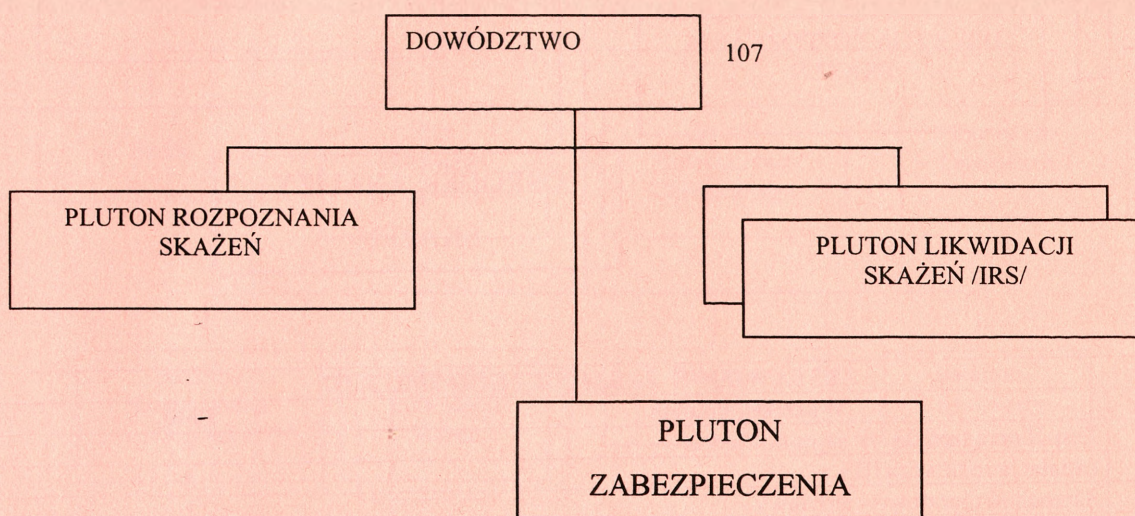 DOWÓDZTWO
107
PLUTON ROZPOZNANIA
SKAŻEŃ
PLUTON LIKWIDACJI
SKAŻEŃ /IRS/
PLUTON
ZABEZPIECZENIA